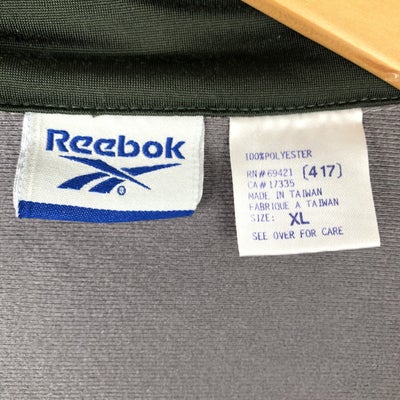 Reebok
®
100%POLYESTER
RN# 69421 (417)
CA# 17335
MADE IN TAIWAN
FABRIQUE A TAIWAN
SIZE: XL
SEE OVER FOR CARE